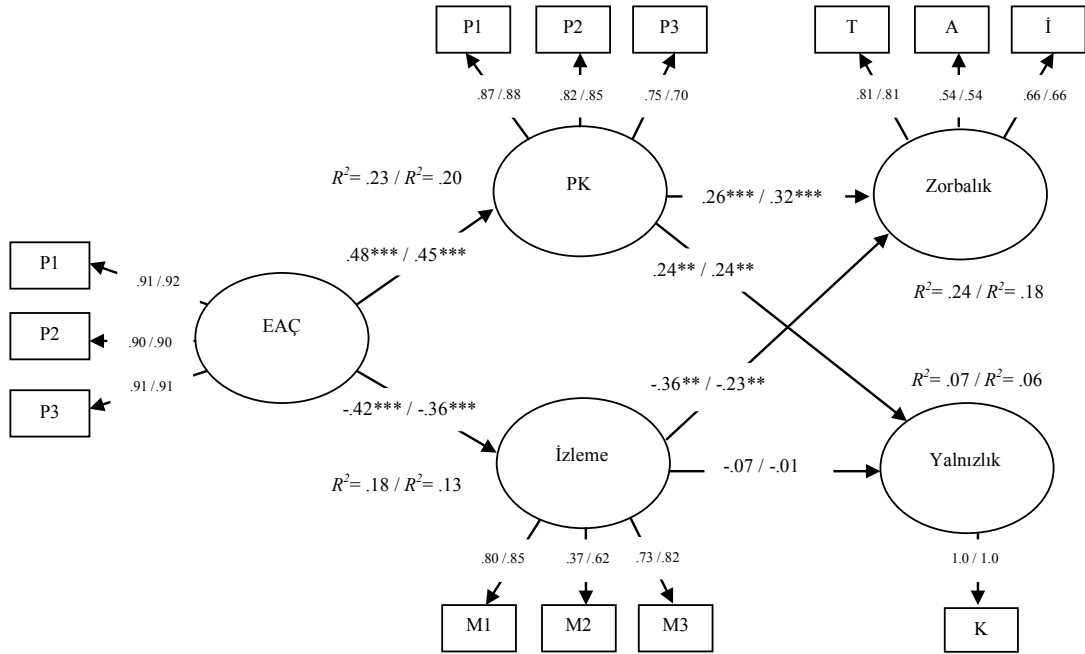 P1
P2
P3
T
A
İ
.87 /.88
.82 /.85
.75 /.70
.81 /.81
.54 /.54
.66 /.66
R²= .23 / R²= .20
PK
.26*** / .32***
Zorbalık
P1
.91 /.92
.48*** / .45***
.24** / .24**
R²= .24 / R²= .18
P2
.90 /.90
EAÇ
P3
.91 /.91
-.42*** / -.36***
-.36** / -.23**
R²= .07 / R²= .06
İzleme
Yalnızlık
R²= .18 / R²= .13
-.07 / -.01
.80 /.85
.37 /.62
.73 /.82
1.0 / 1.0
M1
M2
M3
K